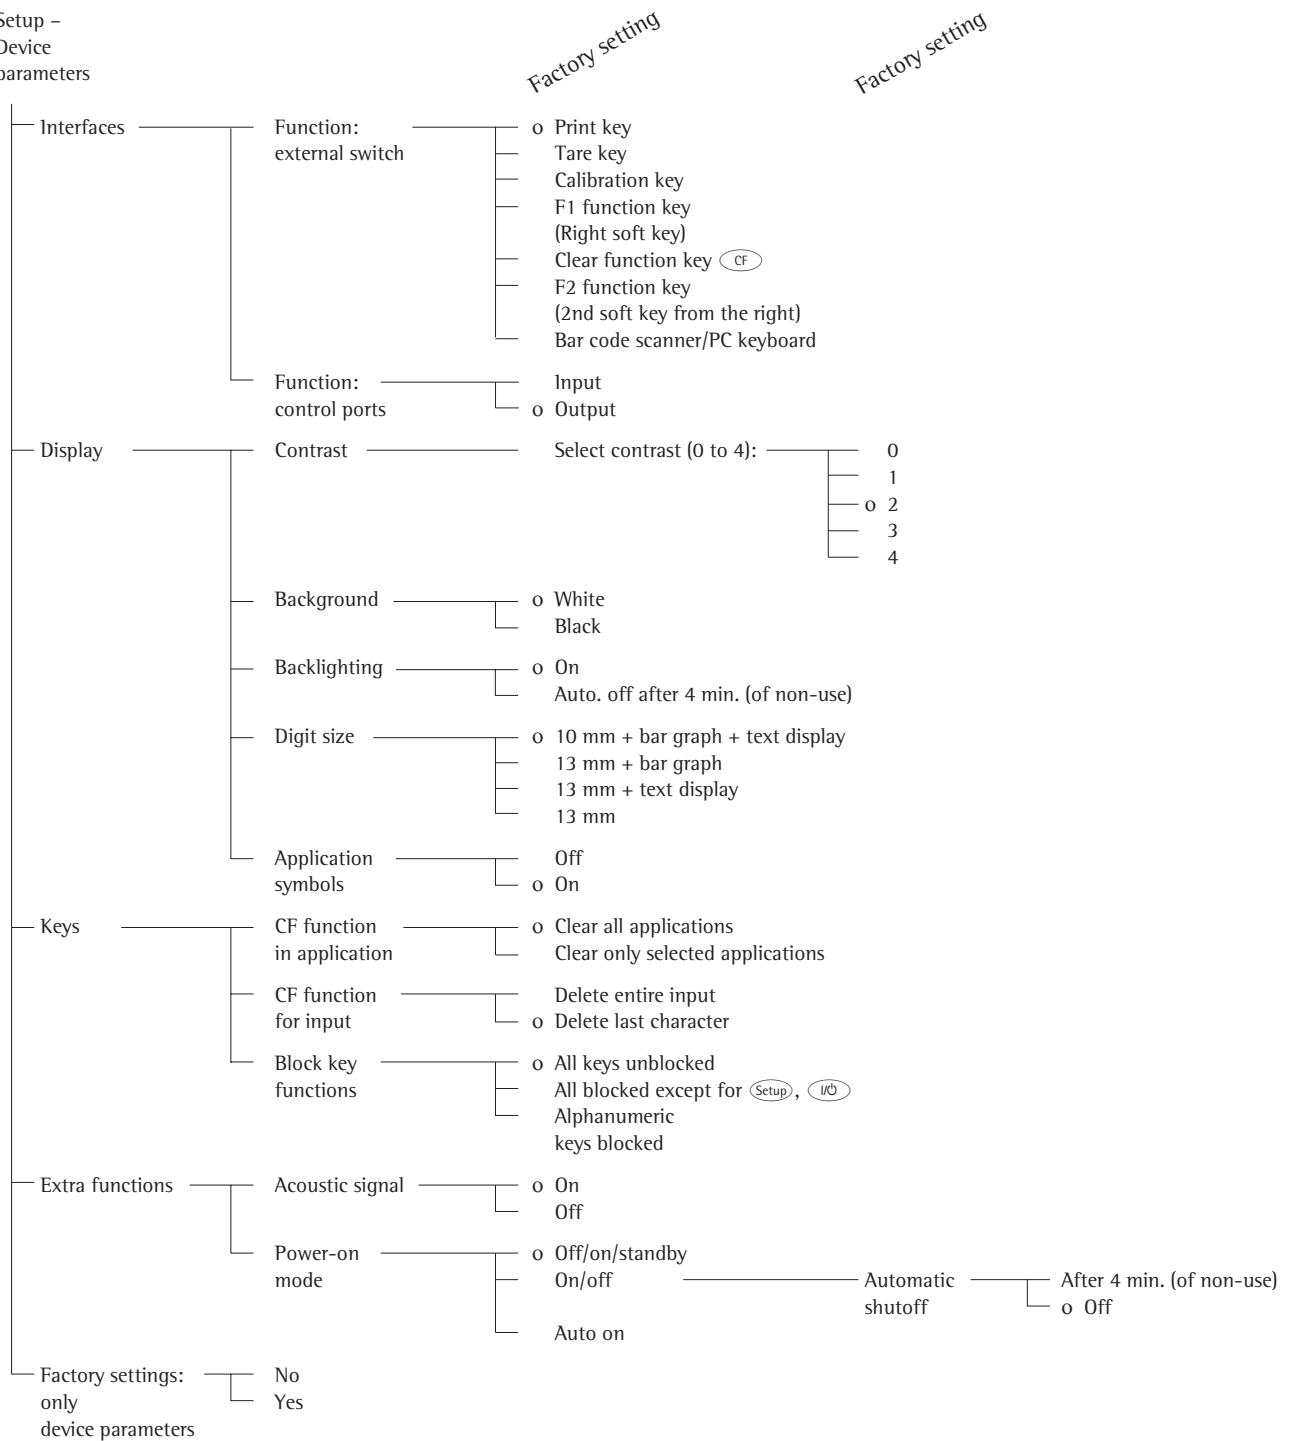 Setup –
Device
parameters
Factory setting
Factory setting
Interfaces
Function:
external switch
o Print key
Tare key
Calibration key
F1 function key
(Right soft key)
Clear function key CF
F2 function key
(2nd soft key from the right)
Bar code scanner/PC keyboard
Function:
control ports
Input
o Output
Display
Contrast
Select contrast (0 to 4):
0
1
o 2
3
4
Background
o White
Black
Backlighting
o On
Auto. off after 4 min. (of non-use)
Digit size
o 10 mm + bar graph + text display
13 mm + bar graph
13 mm + text display
13 mm
Application
symbols
Off
o On
Keys
CF function
in application
o Clear all applications
Clear only selected applications
CF function
for input
Delete entire input
o Delete last character
Block key
functions
o All keys unblocked
All blocked except for Setup, I/⏻
Alphanumeric
keys blocked
Extra functions
Acoustic signal
o On
Off
Power-on
mode
o Off/on/standby
On/off
Automatic
shutoff
After 4 min. (of non-use)
o Off
Auto on
Factory settings:
only
device parameters
No
Yes